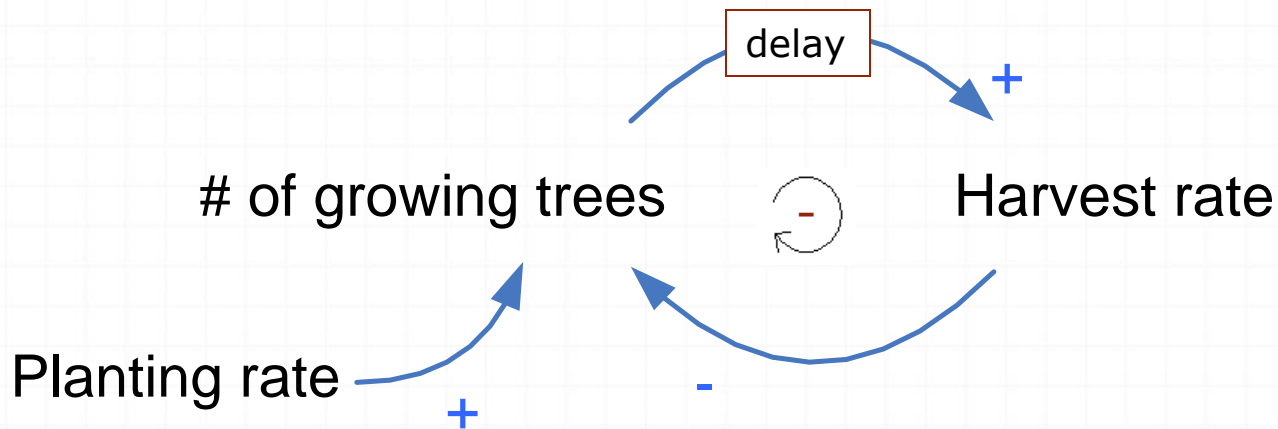 delay
+
# of growing trees
-
Harvest rate
Planting rate
-
+